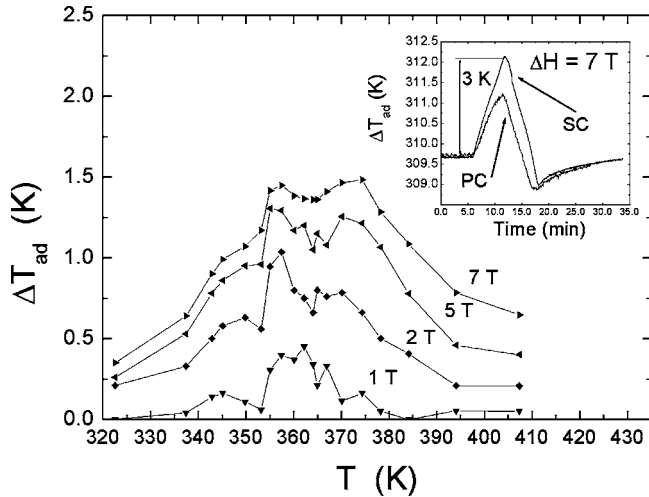 2.5
2.0
1.5
1.0
0.5
0.0
ΔT_ad (K)
320 330 340 350 360 370 380 390 400 410 420 430
T (K)
7 T
5 T
2 T
1 T
312.5
312.0
311.5
311.0
310.5
310.0
309.5
309.0
ΔT_ad (K)
0.0 5.0 10.0 15.0 20.0 25.0 30.0 35.0
Time (min)
ΔH = 7 T
3 K
SC
PC